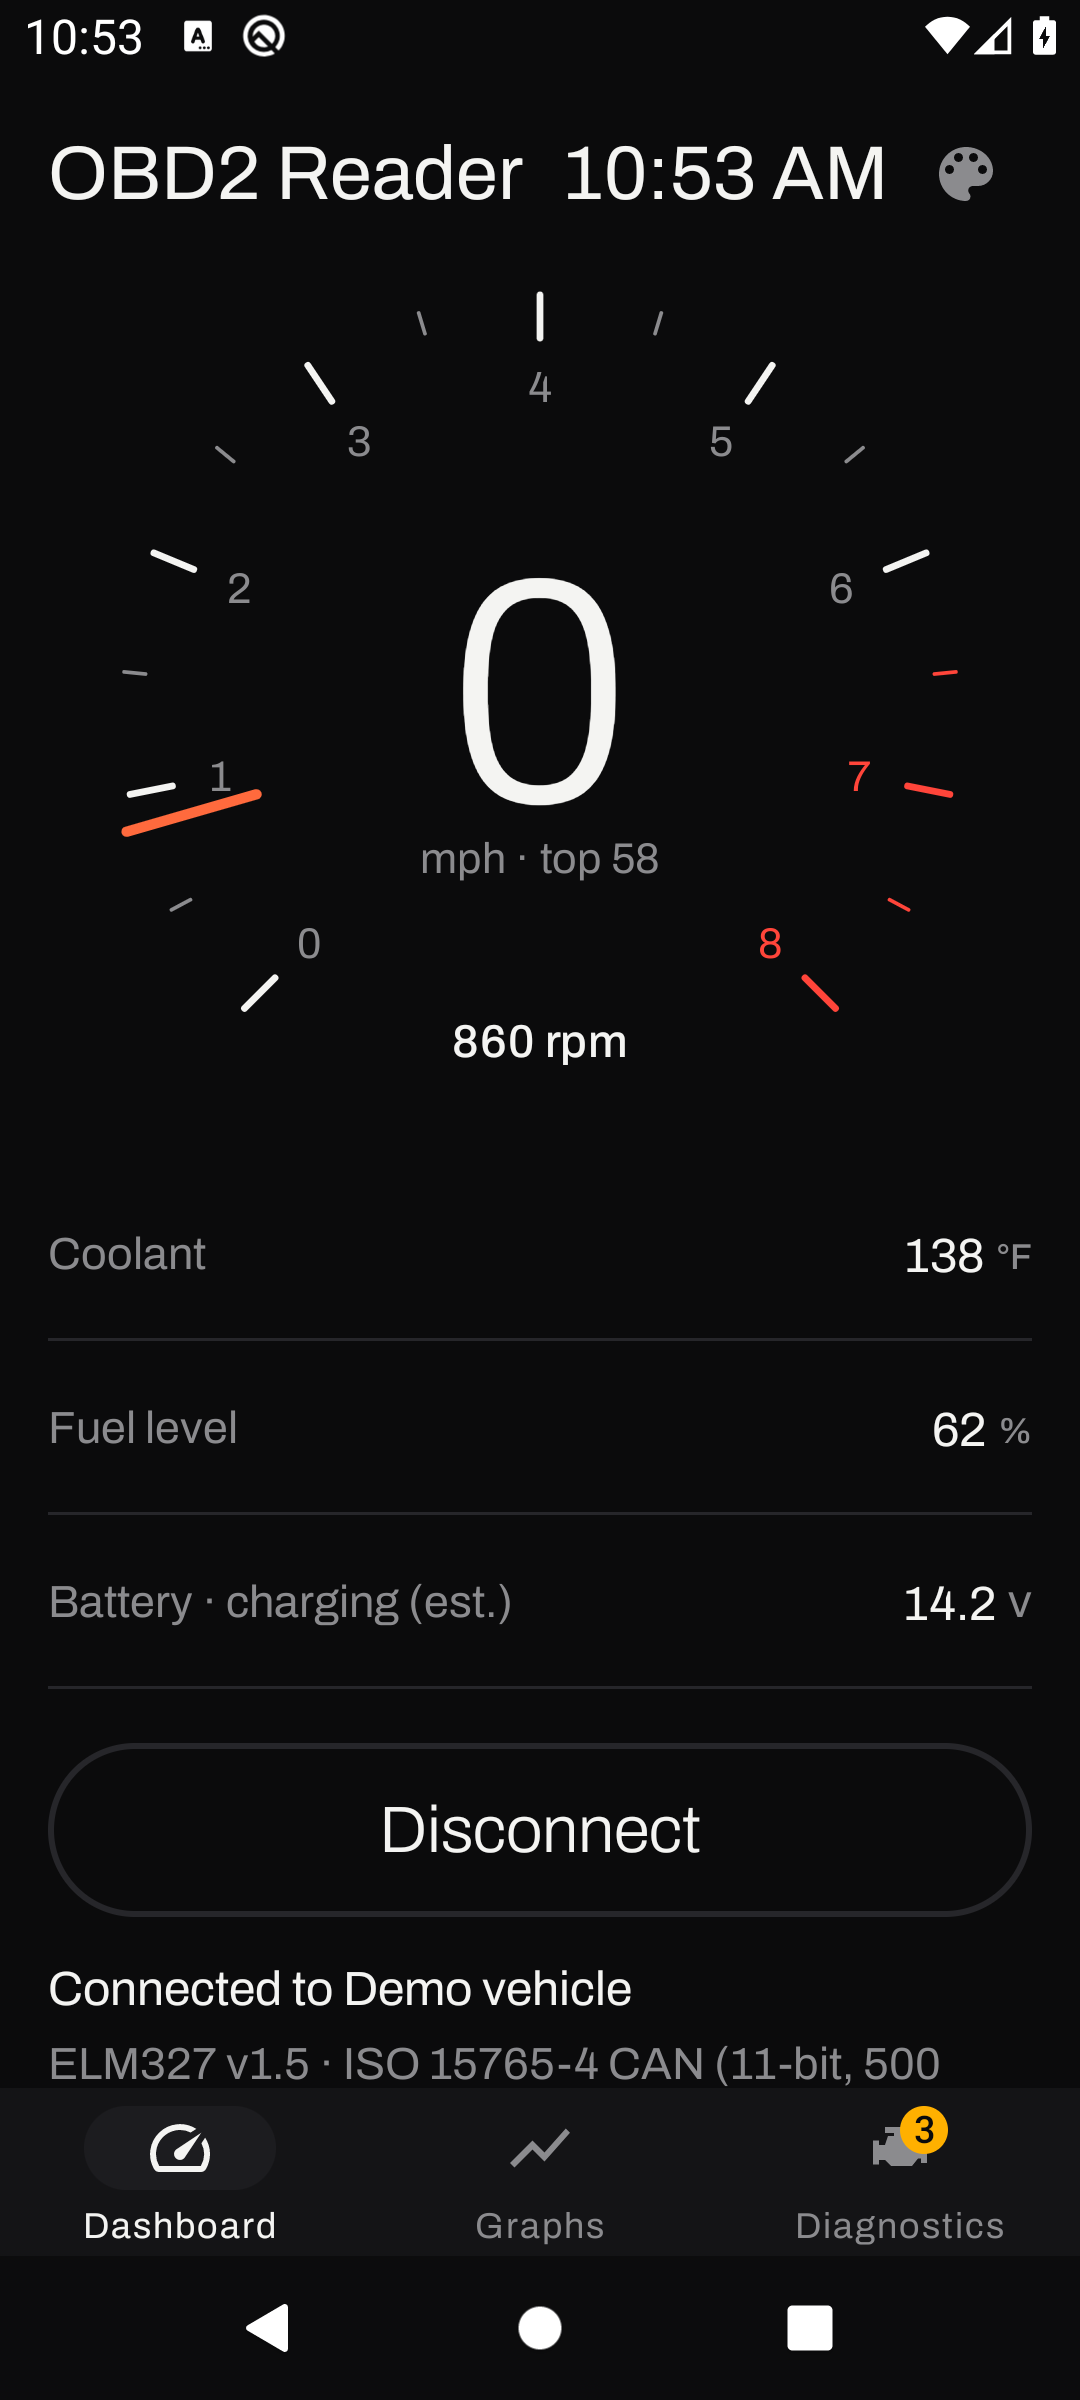 10:53
OBD2 Reader 10:53 AM
4
3 5
2 6
0
1 7
mph · top 58
0 8
860 rpm
Coolant 138 °F
Fuel level 62 %
Battery · charging (est.) 14.2 V
Disconnect
Connected to Demo vehicle
ELM327 v1.5 · ISO 15765-4 CAN (11-bit, 500
3
Dashboard Graphs Diagnostics